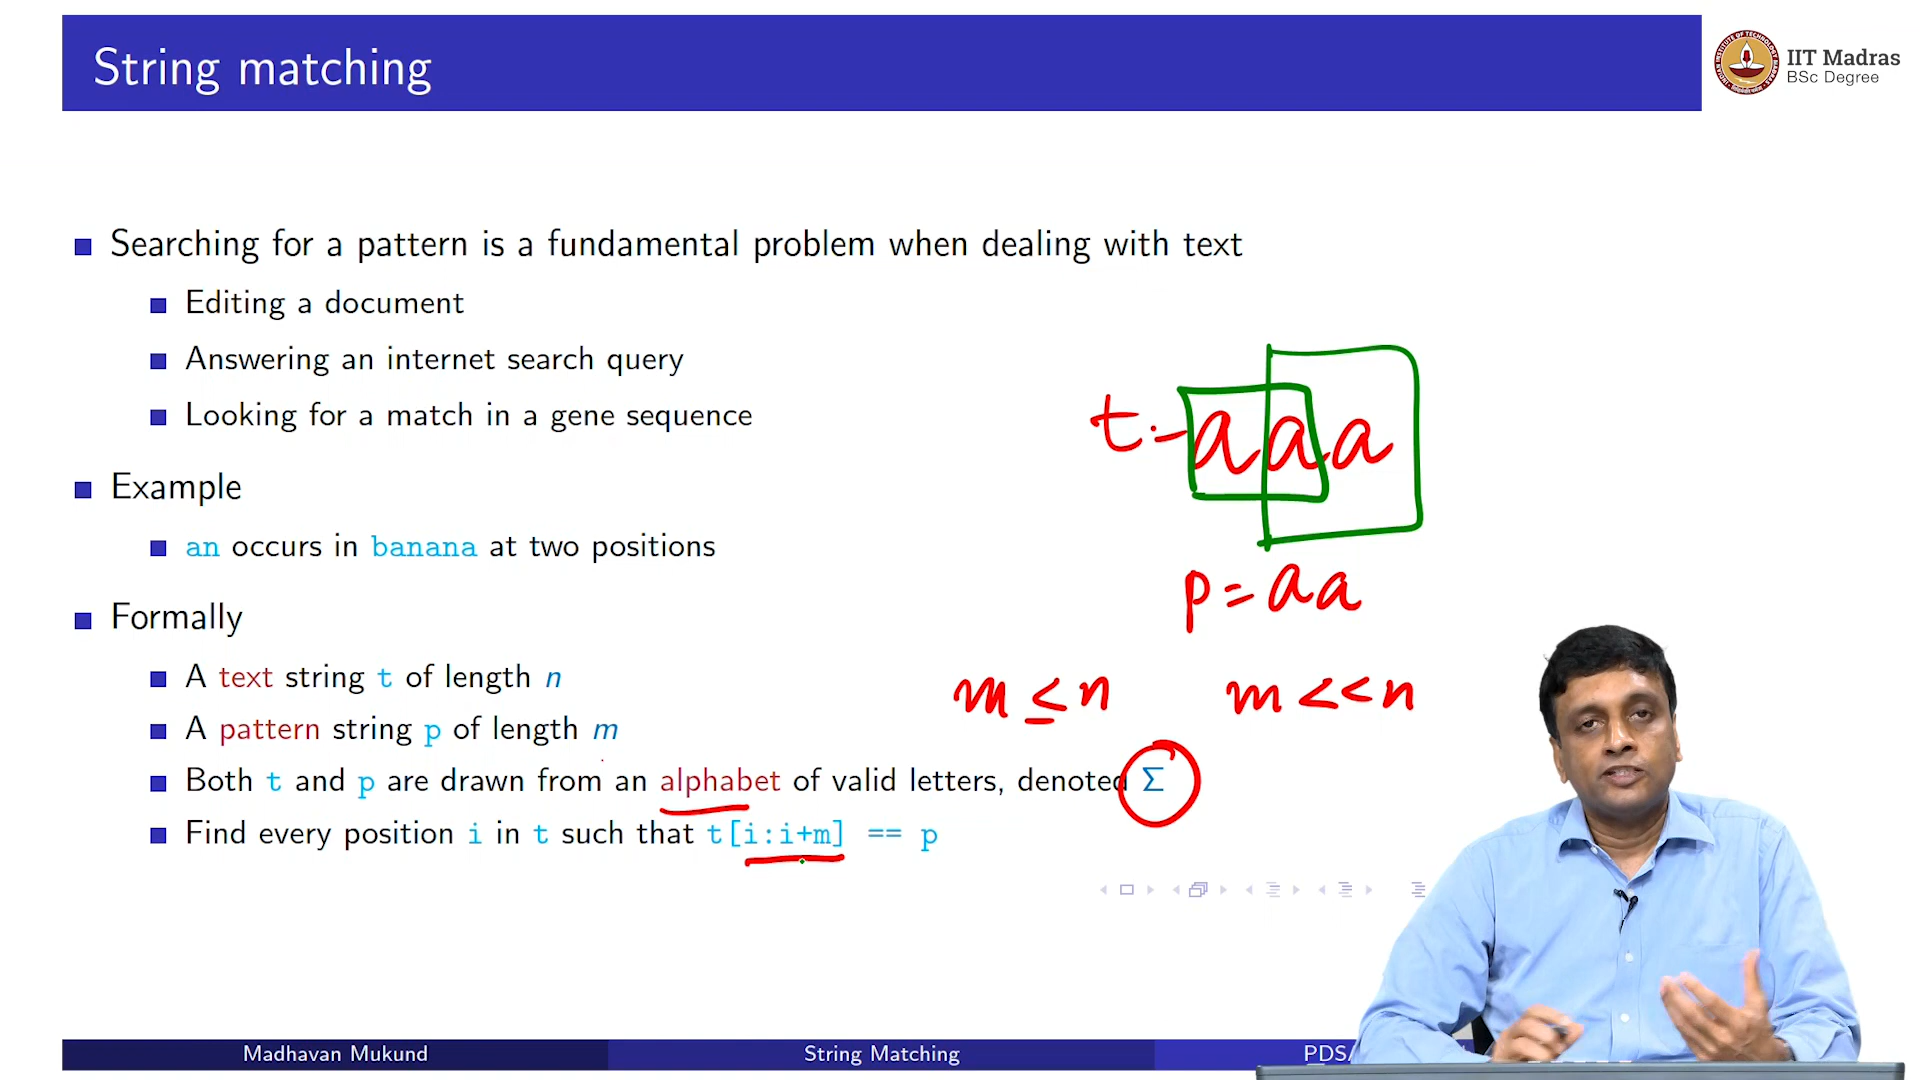 String matching
IIT Madras
BSc Degree
Searching for a pattern is a fundamental problem when dealing with text
Editing a document
Answering an internet search query
Looking for a match in a gene sequence
t:- a a a
Example
an occurs in banana at two positions
p = aa
Formally
A text string t of length n
m ≤ n m << n
A pattern string p of length m
Both t and p are drawn from an alphabet of valid letters, denoted Σ
Find every position i in t such that t[i:i+m] == p
Madhavan Mukund String Matching